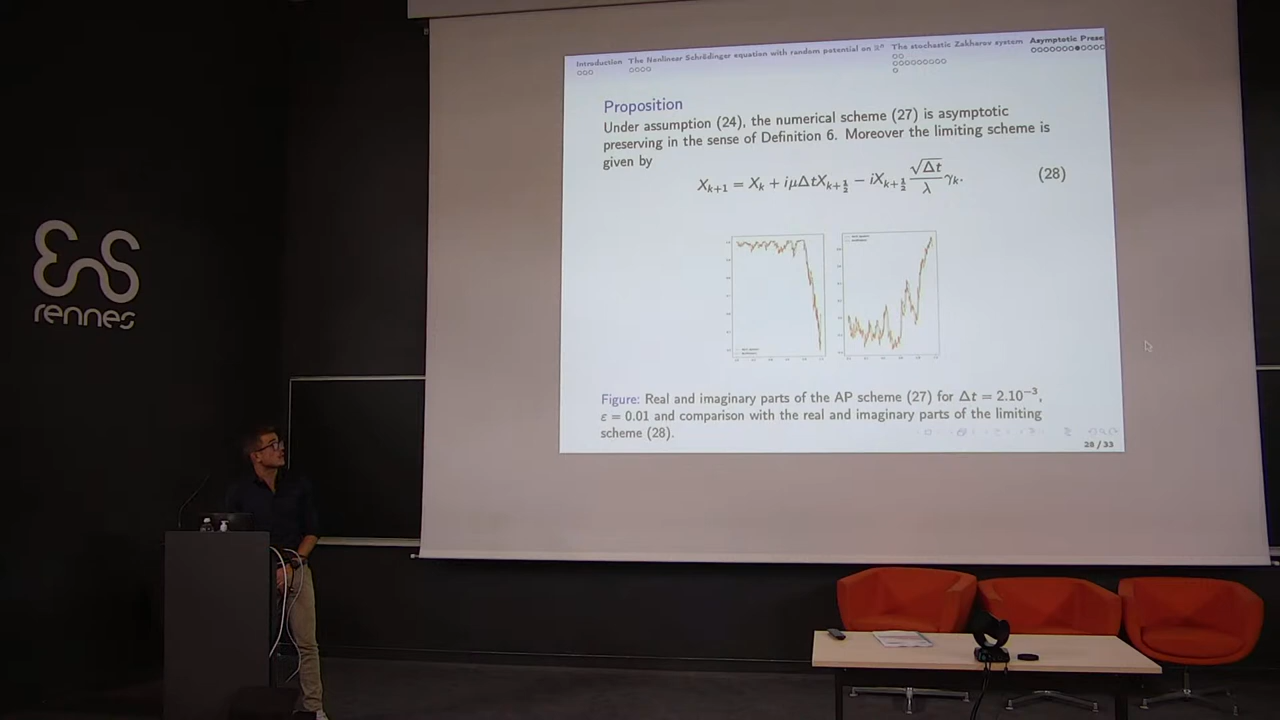 ENS
rennes
Introduction The Nonlinear Schrödinger equation with random potential on ℝⁿ The stochastic Zakharov system Asymptotic Prese
Proposition
Under assumption (24), the numerical scheme (27) is asymptotic
preserving in the sense of Definition 6. Moreover the limiting scheme is
given by
X_{k+1} = X_k + iμΔtX_{k+1/2} − iX_{k+1/2} √Δt/λ γ_k. (28)
Figure: Real and imaginary parts of the AP scheme (27) for Δt = 2.10⁻³,
ε = 0.01 and comparison with the real and imaginary parts of the limiting
scheme (28).
28 / 33